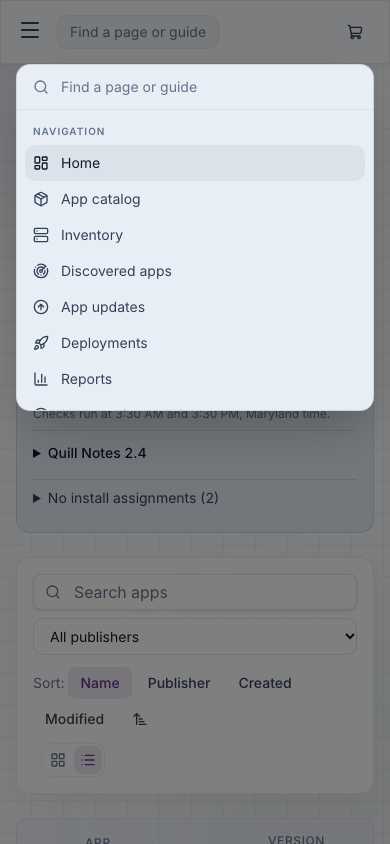 Find a page or guide
Find a page or guide
NAVIGATION
Home
App catalog
Inventory
Discovered apps
App updates
Deployments
Reports
Checks run at 3:30 AM and 3:30 PM, Maryland time.
Quill Notes 2.4
No install assignments (2)
Search apps
All publishers
Sort: Name Publisher Created
Modified
APP VERSION